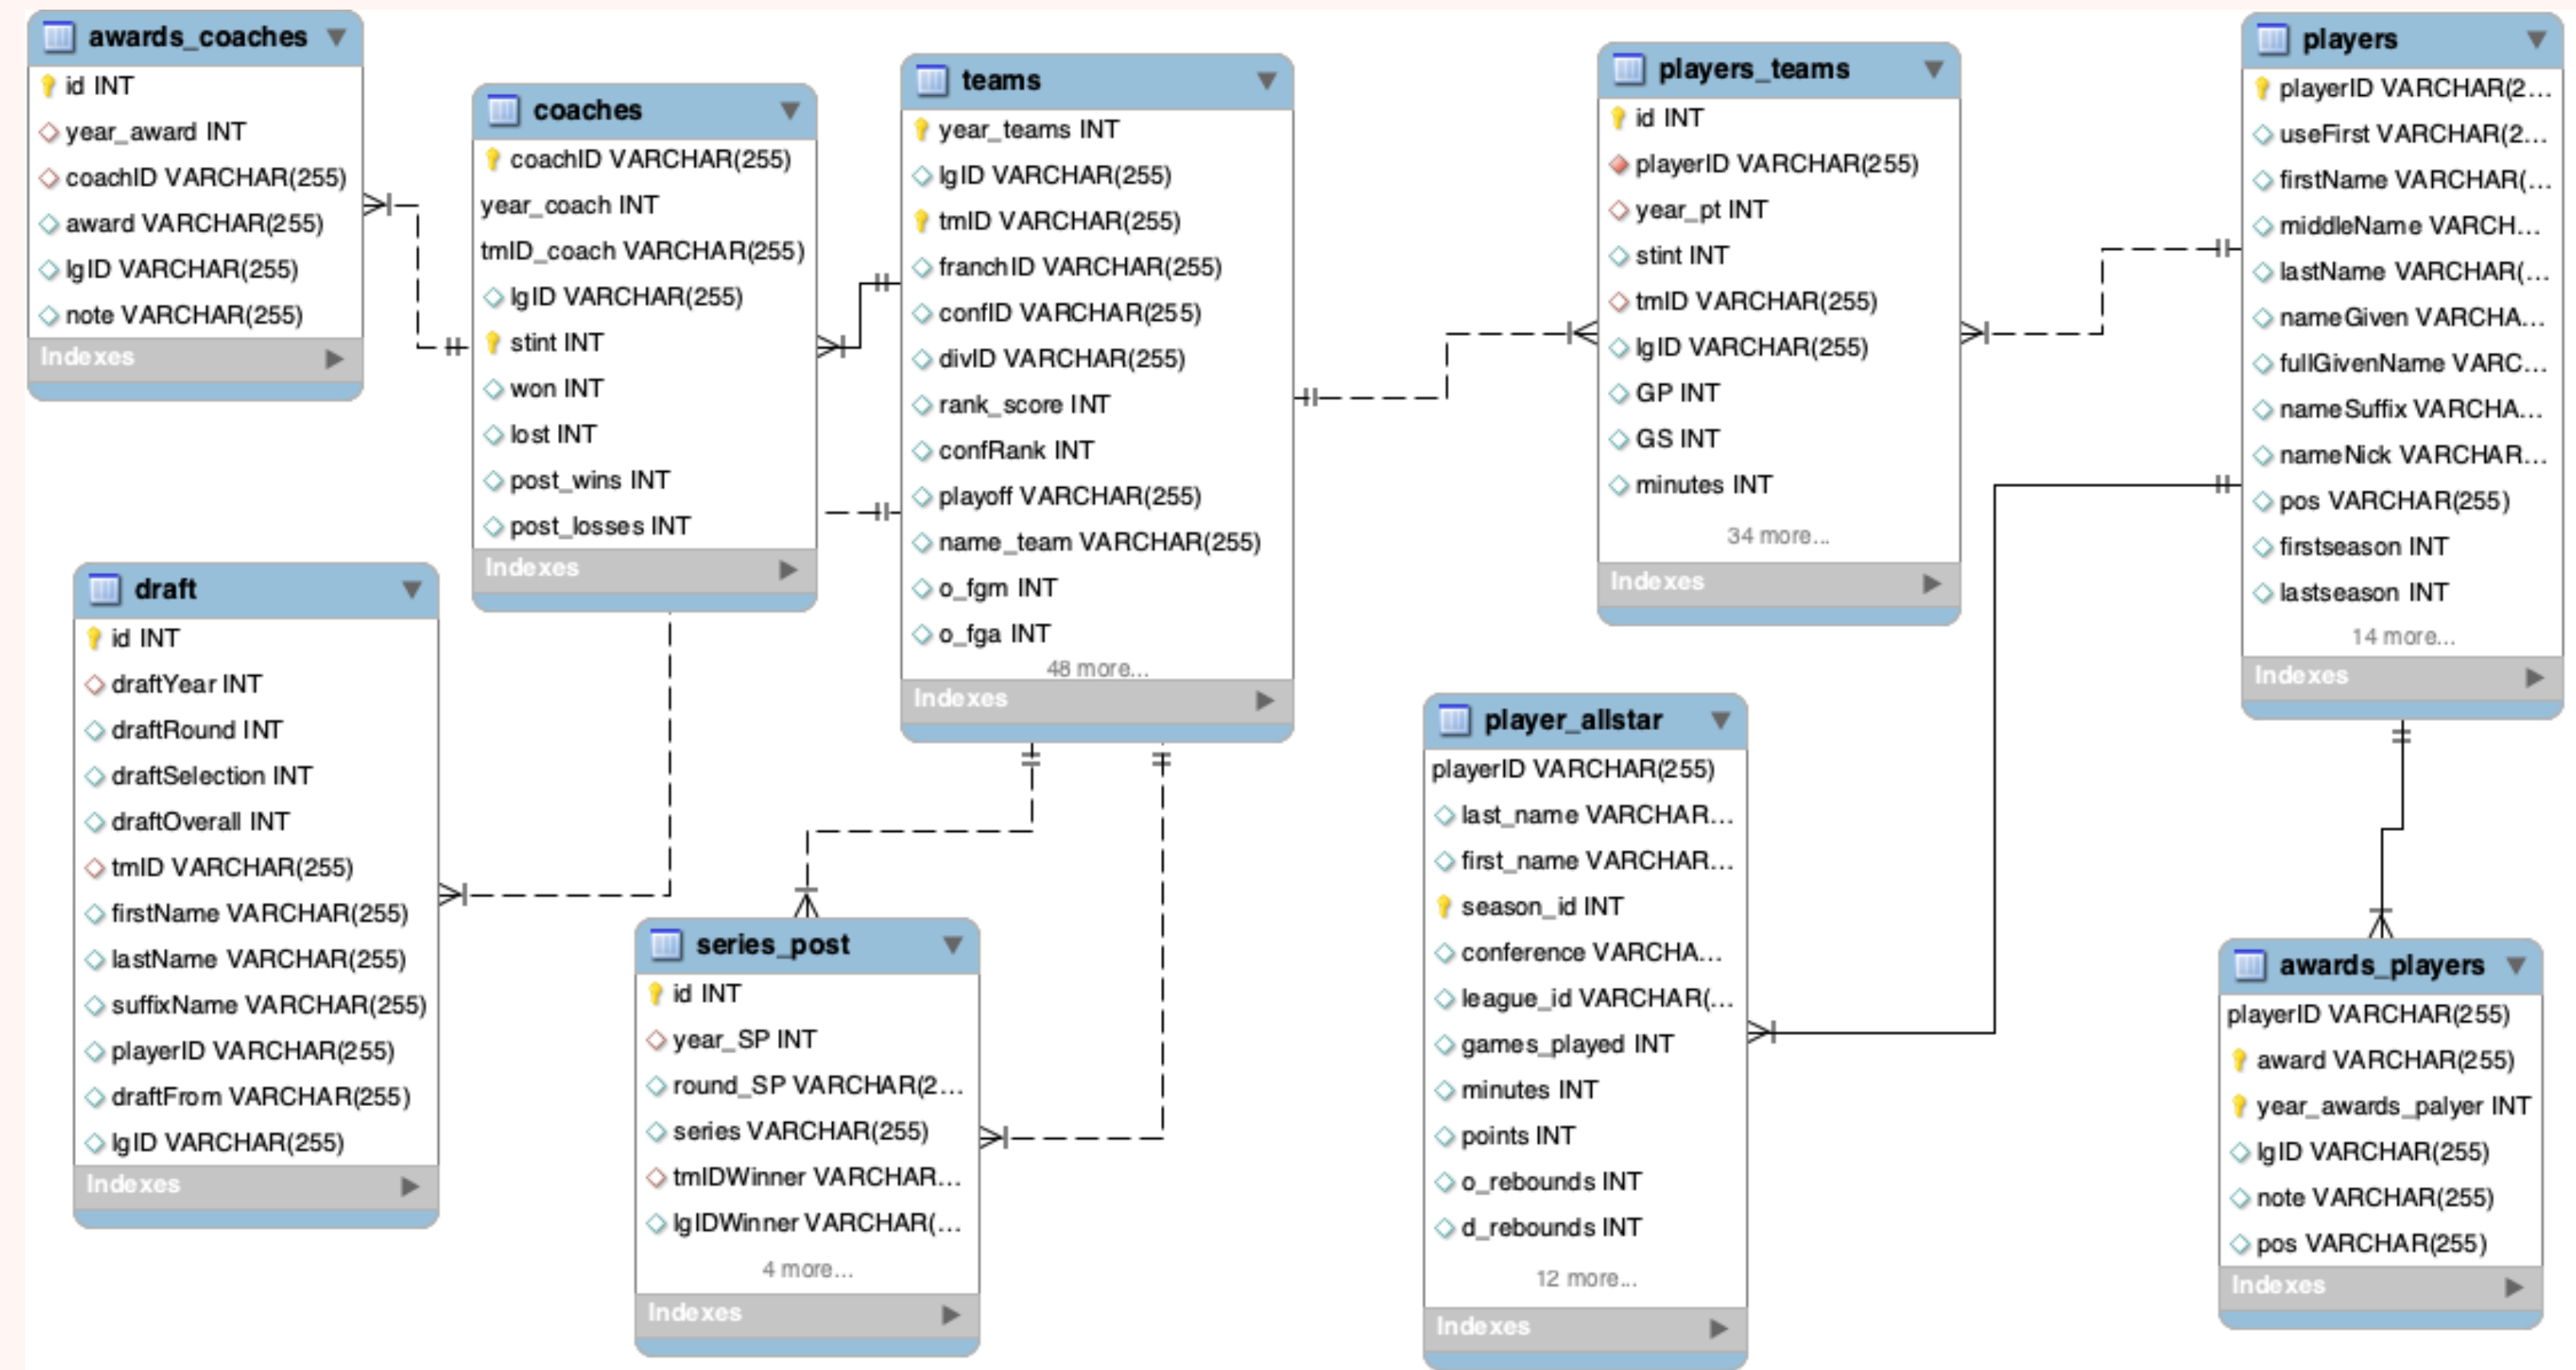 awards_coaches
id INT
year_award INT
coachID VARCHAR(255)
award VARCHAR(255)
lgID VARCHAR(255)
note VARCHAR(255)
Indexes
coaches
coachID VARCHAR(255)
year_coach INT
tmID_coach VARCHAR(255)
lgID VARCHAR(255)
stint INT
won INT
lost INT
post_wins INT
post_losses INT
Indexes
teams
year_teams INT
lgID VARCHAR(255)
tmID VARCHAR(255)
franchID VARCHAR(255)
confID VARCHAR(255)
divID VARCHAR(255)
rank_score INT
confRank INT
playoff VARCHAR(255)
name_team VARCHAR(255)
o_fgm INT
o_fga INT
48 more...
Indexes
players_teams
id INT
playerID VARCHAR(255)
year_pt INT
stint INT
tmID VARCHAR(255)
lgID VARCHAR(255)
GP INT
GS INT
minutes INT
34 more...
Indexes
players
playerID VARCHAR(2...
useFirst VARCHAR(2...
firstName VARCHAR(...
middleName VARCH...
lastName VARCHAR(...
nameGiven VARCHA...
fullGivenName VARC...
nameSuffix VARCHA...
nameNick VARCHAR...
pos VARCHAR(255)
firstseason INT
lastseason INT
14 more...
Indexes
draft
id INT
draftYear INT
draftRound INT
draftSelection INT
draftOverall INT
tmID VARCHAR(255)
firstName VARCHAR(255)
lastName VARCHAR(255)
suffixName VARCHAR(255)
playerID VARCHAR(255)
draftFrom VARCHAR(255)
lgID VARCHAR(255)
Indexes
series_post
id INT
year_SP INT
round_SP VARCHAR(2...
series VARCHAR(255)
tmIDWinner VARCHAR...
lgIDWinner VARCHAR(...
4 more...
Indexes
player_allstar
playerID VARCHAR(255)
last_name VARCHAR...
first_name VARCHAR...
season_id INT
conference VARCHA...
league_id VARCHAR(...
games_played INT
minutes INT
points INT
o_rebounds INT
d_rebounds INT
12 more...
Indexes
awards_players
playerID VARCHAR(255)
award VARCHAR(255)
year_awards_palyer INT
lgID VARCHAR(255)
note VARCHAR(255)
pos VARCHAR(255)
Indexes